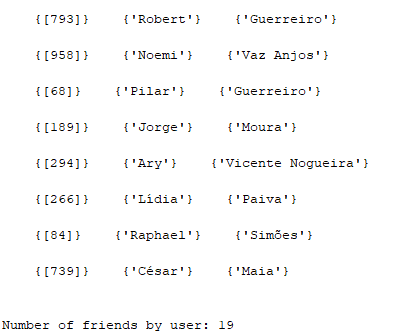 {[793]} {'Robert'} {'Guerreiro'}
{[958]} {'Noemi'} {'Vaz Anjos'}
{[68]} {'Pilar'} {'Guerreiro'}
{[189]} {'Jorge'} {'Moura'}
{[294]} {'Ary'} {'Vicente Nogueira'}
{[266]} {'Lídia'} {'Paiva'}
{[84]} {'Raphael'} {'Simões'}
{[739]} {'César'} {'Maia'}
Number of friends by user: 19